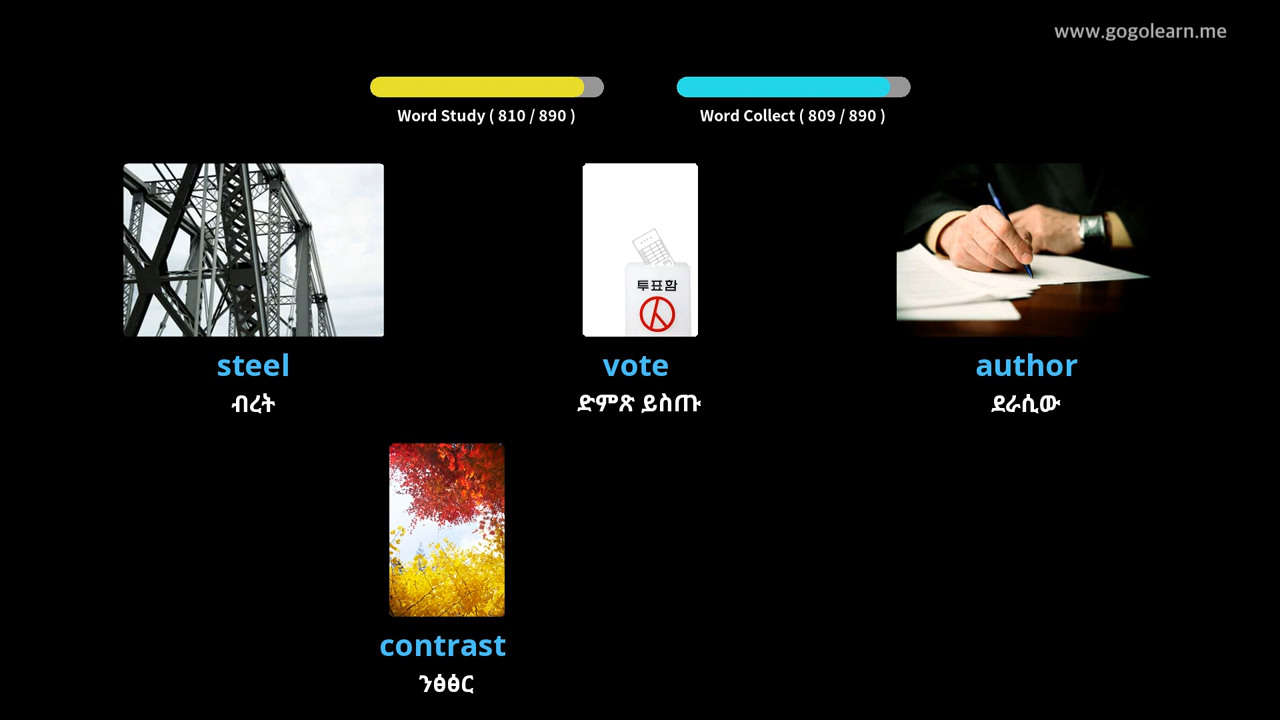 www.gogolearn.me
Word Study ( 810 / 890 )
Word Collect ( 809 / 890 )
투표함
steel
ብረት
vote
ድምጽ ይስጡ
author
ደራሲው
contrast
ንፅፅር